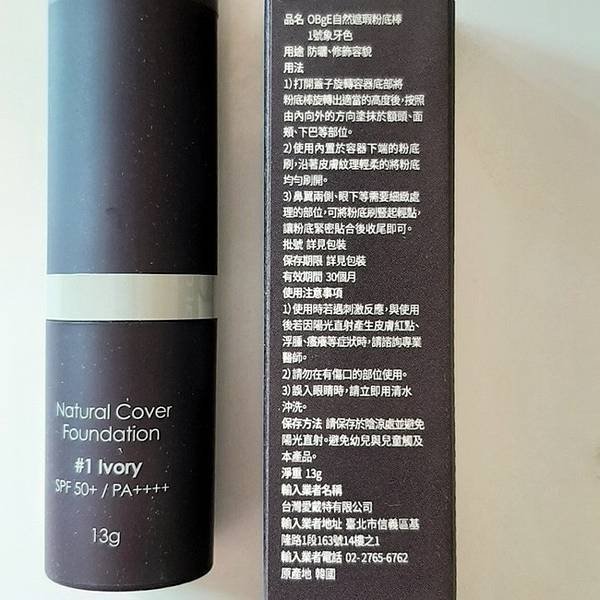 Natural Cover
Foundation
#1 Ivory
SPF 50+ / PA++++
13g
品名 OBgE自然遮瑕粉底棒
1號象牙色
用途 防曬、修飾容貌
用法
1)打開蓋子旋轉容器底部將
粉底棒旋轉出適當的高度後,按照
由內向外的方向塗抹於額頭、面
頰、下巴等部位。
2)使用內置於容器下端的粉底
刷,沿著皮膚紋理輕柔的將粉底
均勻刷開。
3)鼻翼兩側、眼下等需要細緻處
理的部位,可將粉底刷豎起輕點,
讓粉底緊密貼合後收尾即可。
批號 詳見包裝
保存期限 詳見包裝
有效期間 30個月
使用注意事項
1)使用時若遇刺激反應,與使用
後若因陽光直射產生皮膚紅點、
浮腫、瘙癢等症狀時,請諮詢專業
醫師。
2)請勿在有傷口的部位使用。
3)誤入眼睛時,請立即用清水
沖洗。
保存方法 請保存於陰涼處並避免
陽光直射。避免幼兒與兒童觸及
本產品。
淨重 13g
輸入業者名稱
台灣愛戴特有限公司
輸入業者地址 臺北市信義區基
隆路1段163號14樓之1
輸入業者電話 02-2765-6762
原產地 韓國